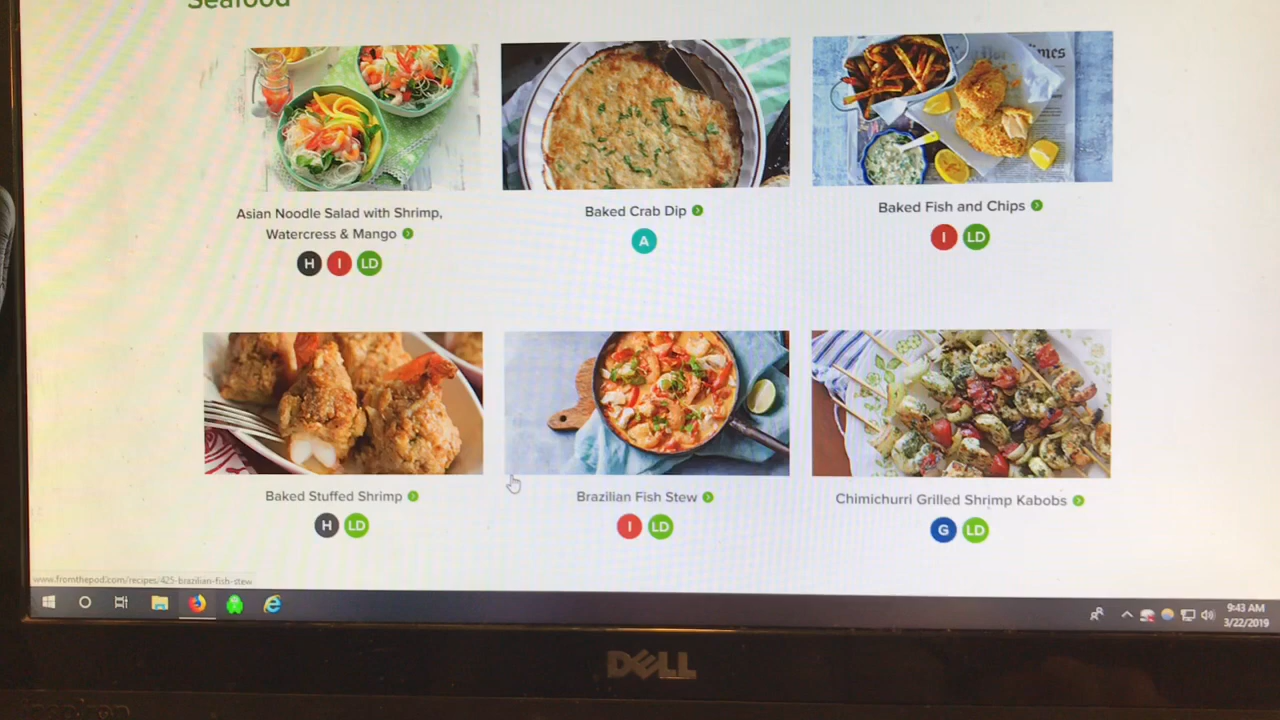 Seafood
imes
Asian Noodle Salad with Shrimp,
Watercress & Mango
H I LD
Baked Crab Dip
A
Baked Fish and Chips
I LD
Baked Stuffed Shrimp
H LD
Brazilian Fish Stew
I LD
Chimichurri Grilled Shrimp Kabobs
G LD
www.fromthepod.com/recipes/425-brazilian-fish-stew
9:43 AM
3/22/2019
DELL
inspiron